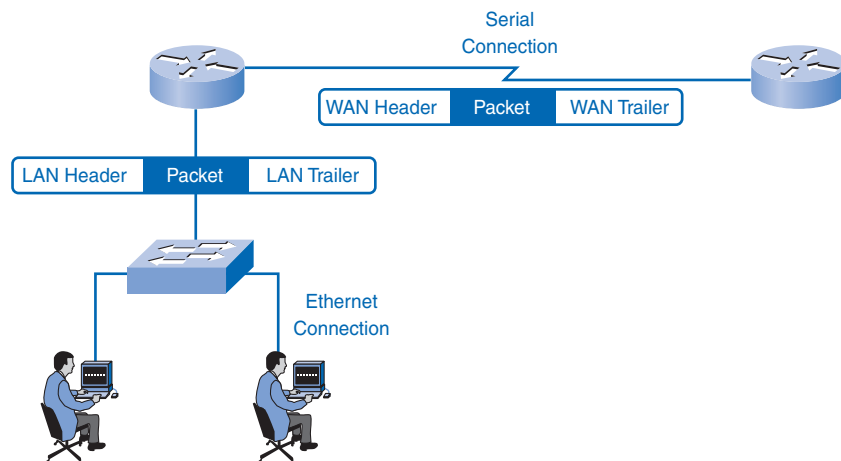 Serial
Connection
WAN Header Packet WAN Trailer
LAN Header Packet LAN Trailer
Ethernet
Connection